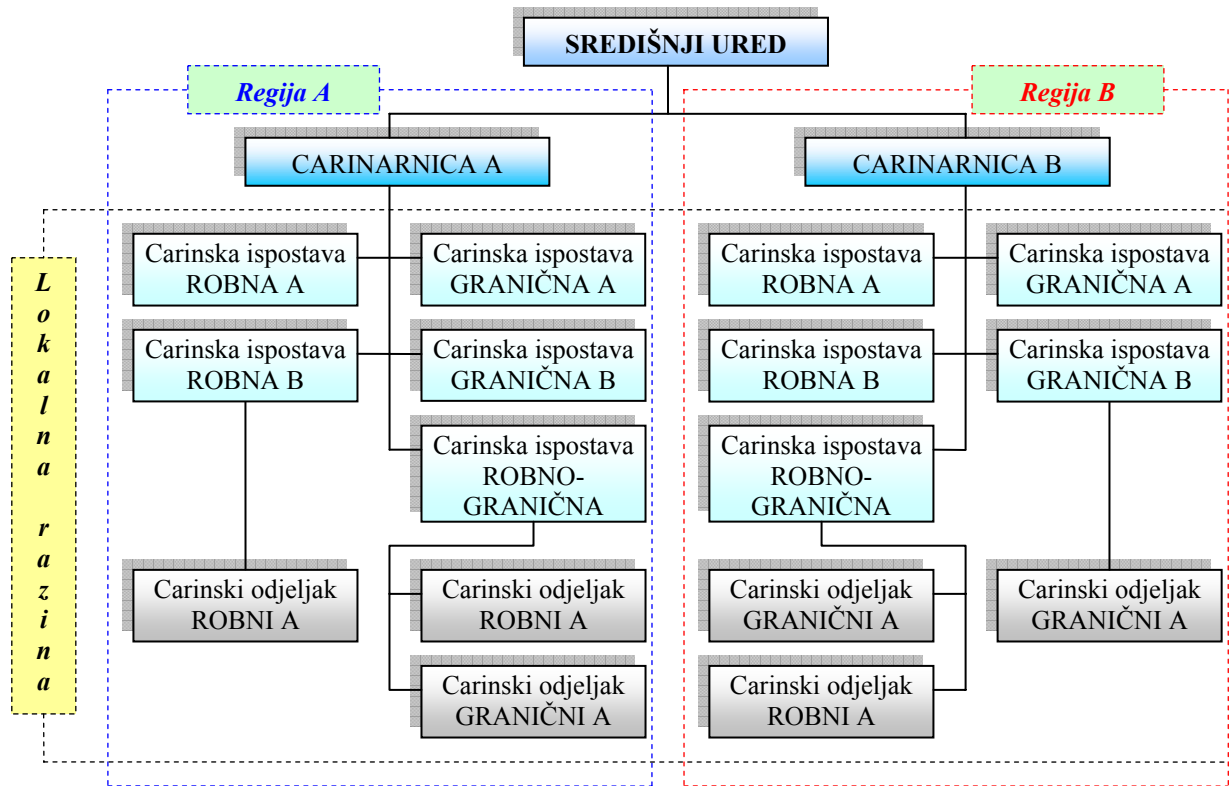 SREDIŠNJI URED
Regija A
Regija B
CARINARNICA A
CARINARNICA B
Lokalna razina
Carinska ispostava
ROBNA A
Carinska ispostava
GRANIČNA A
Carinska ispostava
ROBNA A
Carinska ispostava
GRANIČNA A
Carinska ispostava
ROBNA B
Carinska ispostava
GRANIČNA B
Carinska ispostava
ROBNA B
Carinska ispostava
GRANIČNA B
Carinska ispostava
ROBNO-
GRANIČNA
Carinska ispostava
ROBNO-
GRANIČNA
Carinski odjeljak
ROBNI A
Carinski odjeljak
ROBNI A
Carinski odjeljak
GRANIČNI A
Carinski odjeljak
GRANIČNI A
Carinski odjeljak
GRANIČNI A
Carinski odjeljak
ROBNI A